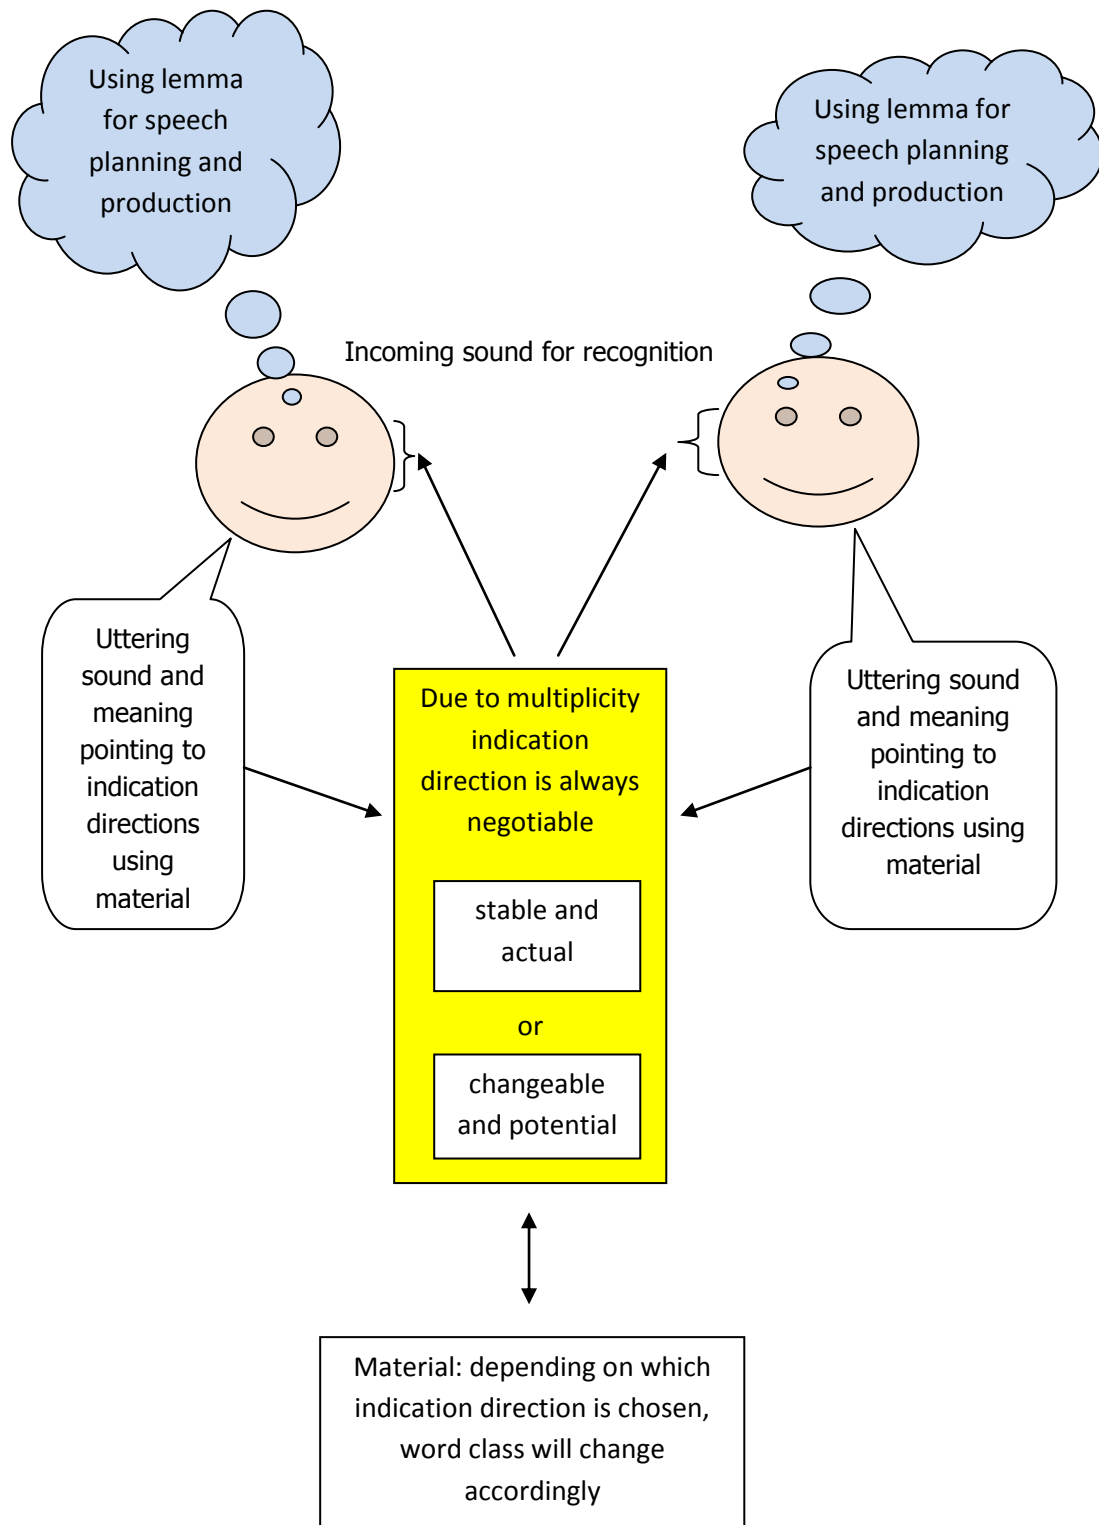 Using lemma
for speech
planning and
production
Using lemma for
speech planning
and production
Incoming sound for recognition
Uttering
sound and
meaning
pointing to
indication
directions
using
material
Due to multiplicity
indication
direction is always
negotiable
stable and
actual
or
changeable
and potential
Uttering sound
and meaning
pointing to
indication
directions using
material
Material: depending on which
indication direction is chosen,
word class will change
accordingly